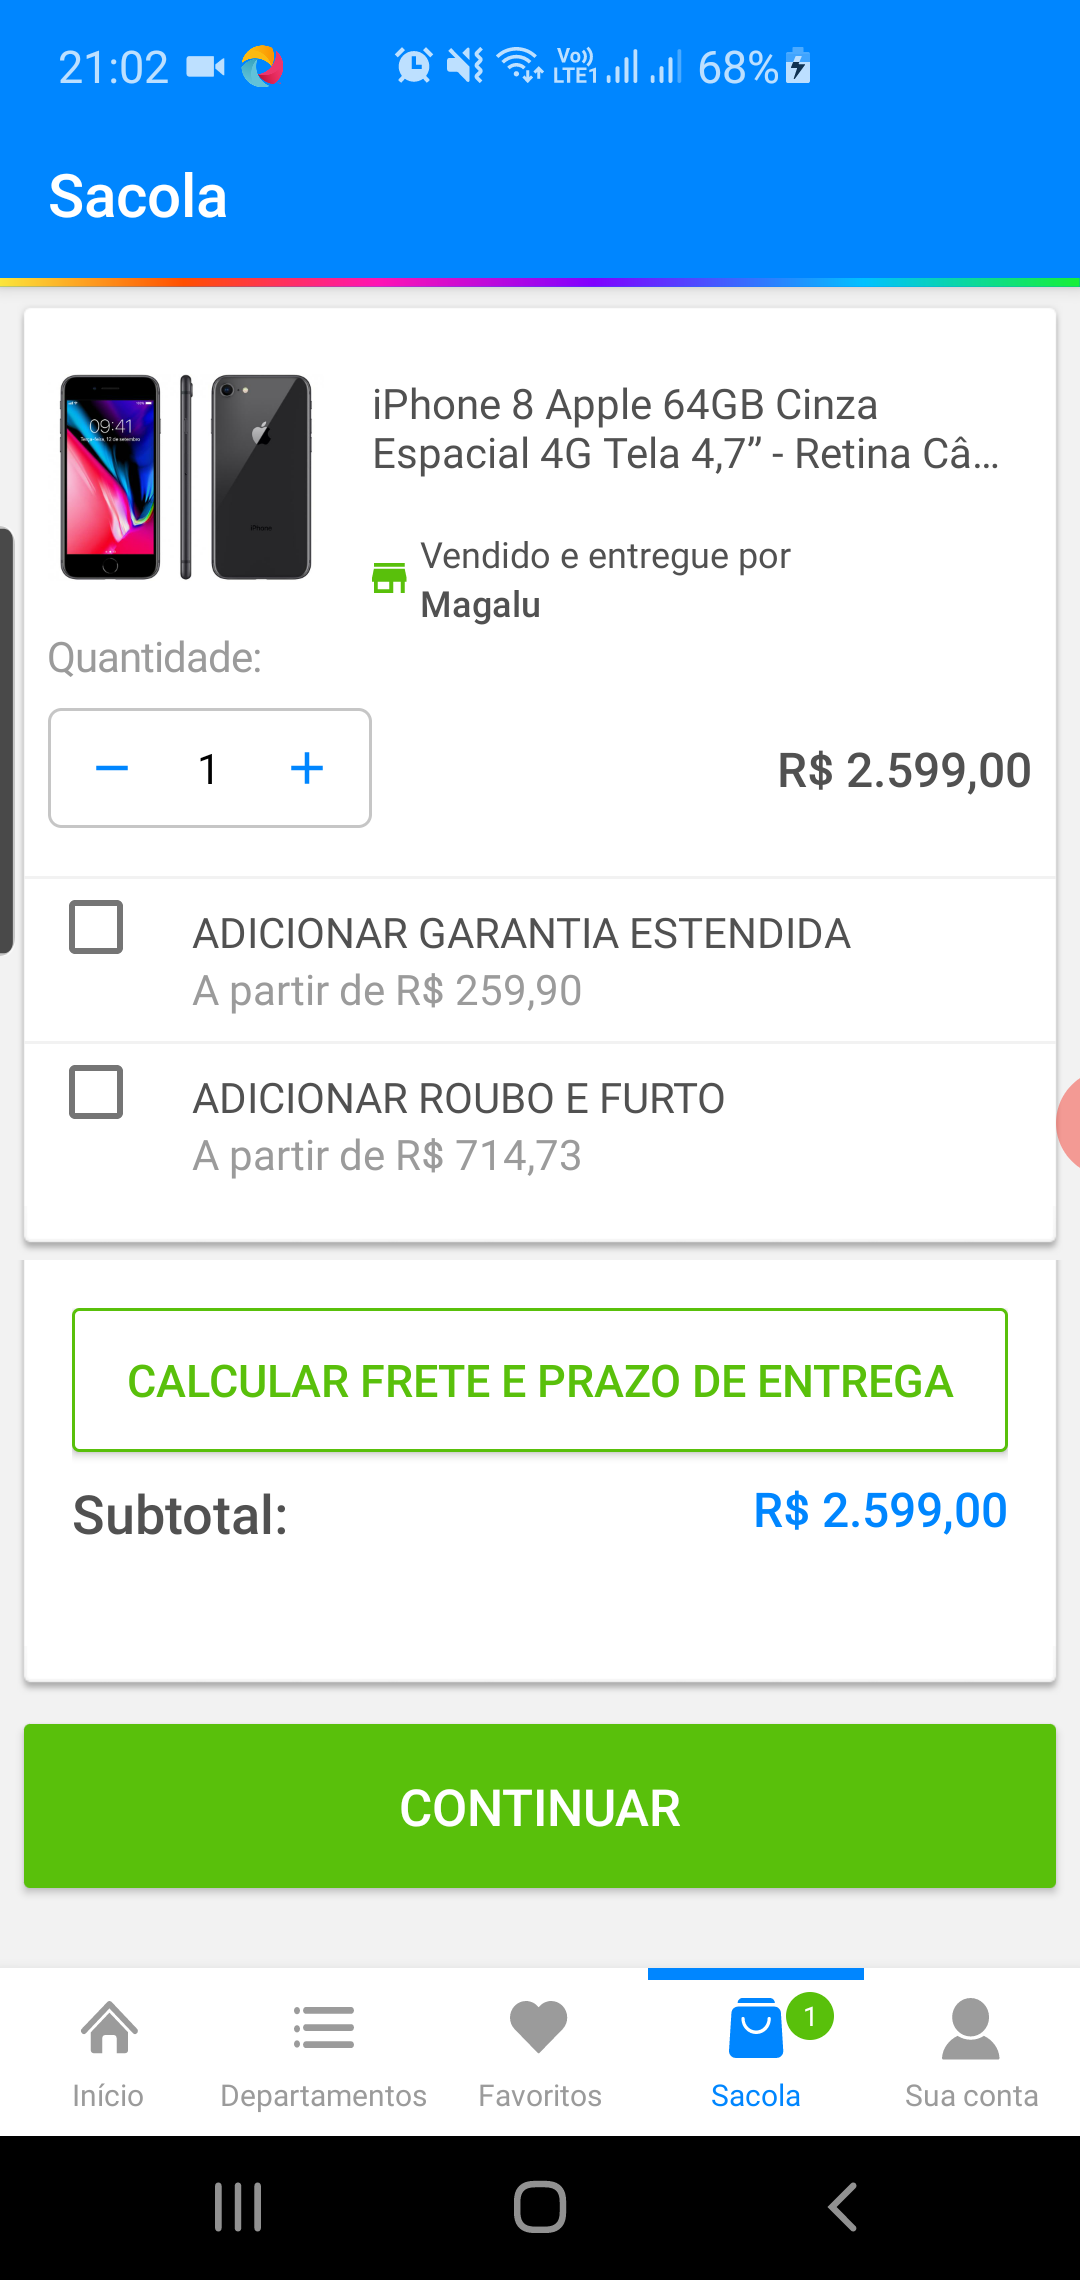 21:02
Vo))
LTE1
68%
Sacola
09:41
iPhone
iPhone 8 Apple 64GB Cinza
Espacial 4G Tela 4,7” - Retina Câ...
Vendido e entregue por
Magalu
Quantidade:
1
R$ 2.599,00
ADICIONAR GARANTIA ESTENDIDA
A partir de R$ 259,90
ADICIONAR ROUBO E FURTO
A partir de R$ 714,73
CALCULAR FRETE E PRAZO DE ENTREGA
Subtotal:
R$ 2.599,00
CONTINUAR
1
Início
Departamentos
Favoritos
Sacola
Sua conta